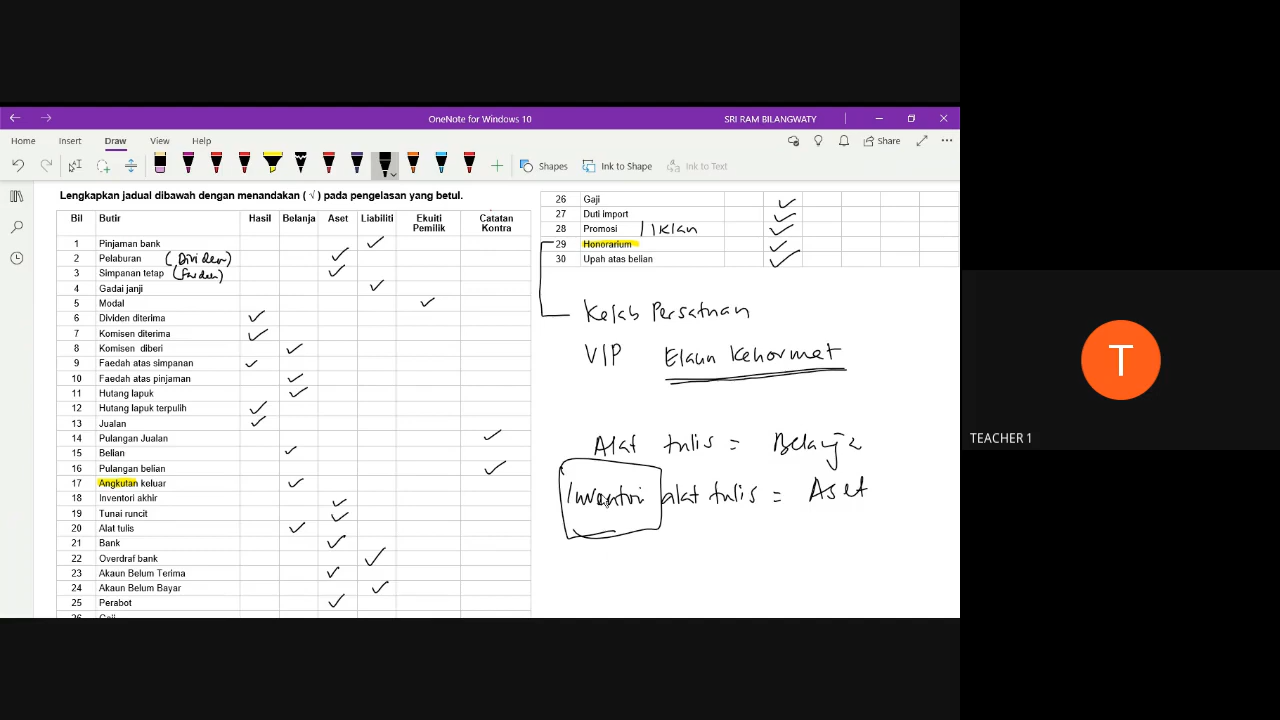 OneNote for Windows 10
SRI RAM BILANGWATY
Home Insert Draw View Help
Share
Shapes Ink to Shape Ink to Text
Lengkapkan jadual dibawah dengan menandakan ( √ ) pada pengelasan yang betul.
Bil Butir Hasil Belanja Aset Liabiliti Ekuiti Pemilik Catatan Kontra
1 Pinjaman bank ✓
2 Pelaburan (Dividen) ✓
3 Simpanan tetap (Faedah) ✓
4 Gadai janji ✓
5 Modal ✓
6 Dividen diterima ✓
7 Komisen diterima ✓
8 Komisen diberi ✓
9 Faedah atas simpanan ✓
10 Faedah atas pinjaman ✓
11 Hutang lapuk ✓
12 Hutang lapuk terpulih ✓
13 Jualan ✓
14 Pulangan Jualan ✓
15 Belian ✓
16 Pulangan belian ✓
17 Angkutan keluar ✓
18 Inventori akhir ✓
19 Tunai runcit ✓
20 Alat tulis ✓
21 Bank ✓
22 Overdraf bank ✓
23 Akaun Belum Terima ✓
24 Akaun Belum Bayar ✓
25 Perabot ✓
26 Gaji
26 Gaji ✓
27 Duti import ✓
28 Promosi / Iklan ✓
29 Honorarium ✓
30 Upah atas belian ✓
Kelab Persatuan
VIP Elaun Kehormat
Alat tulis = Belanja
Inventori alat tulis = Aset
T
TEACHER 1